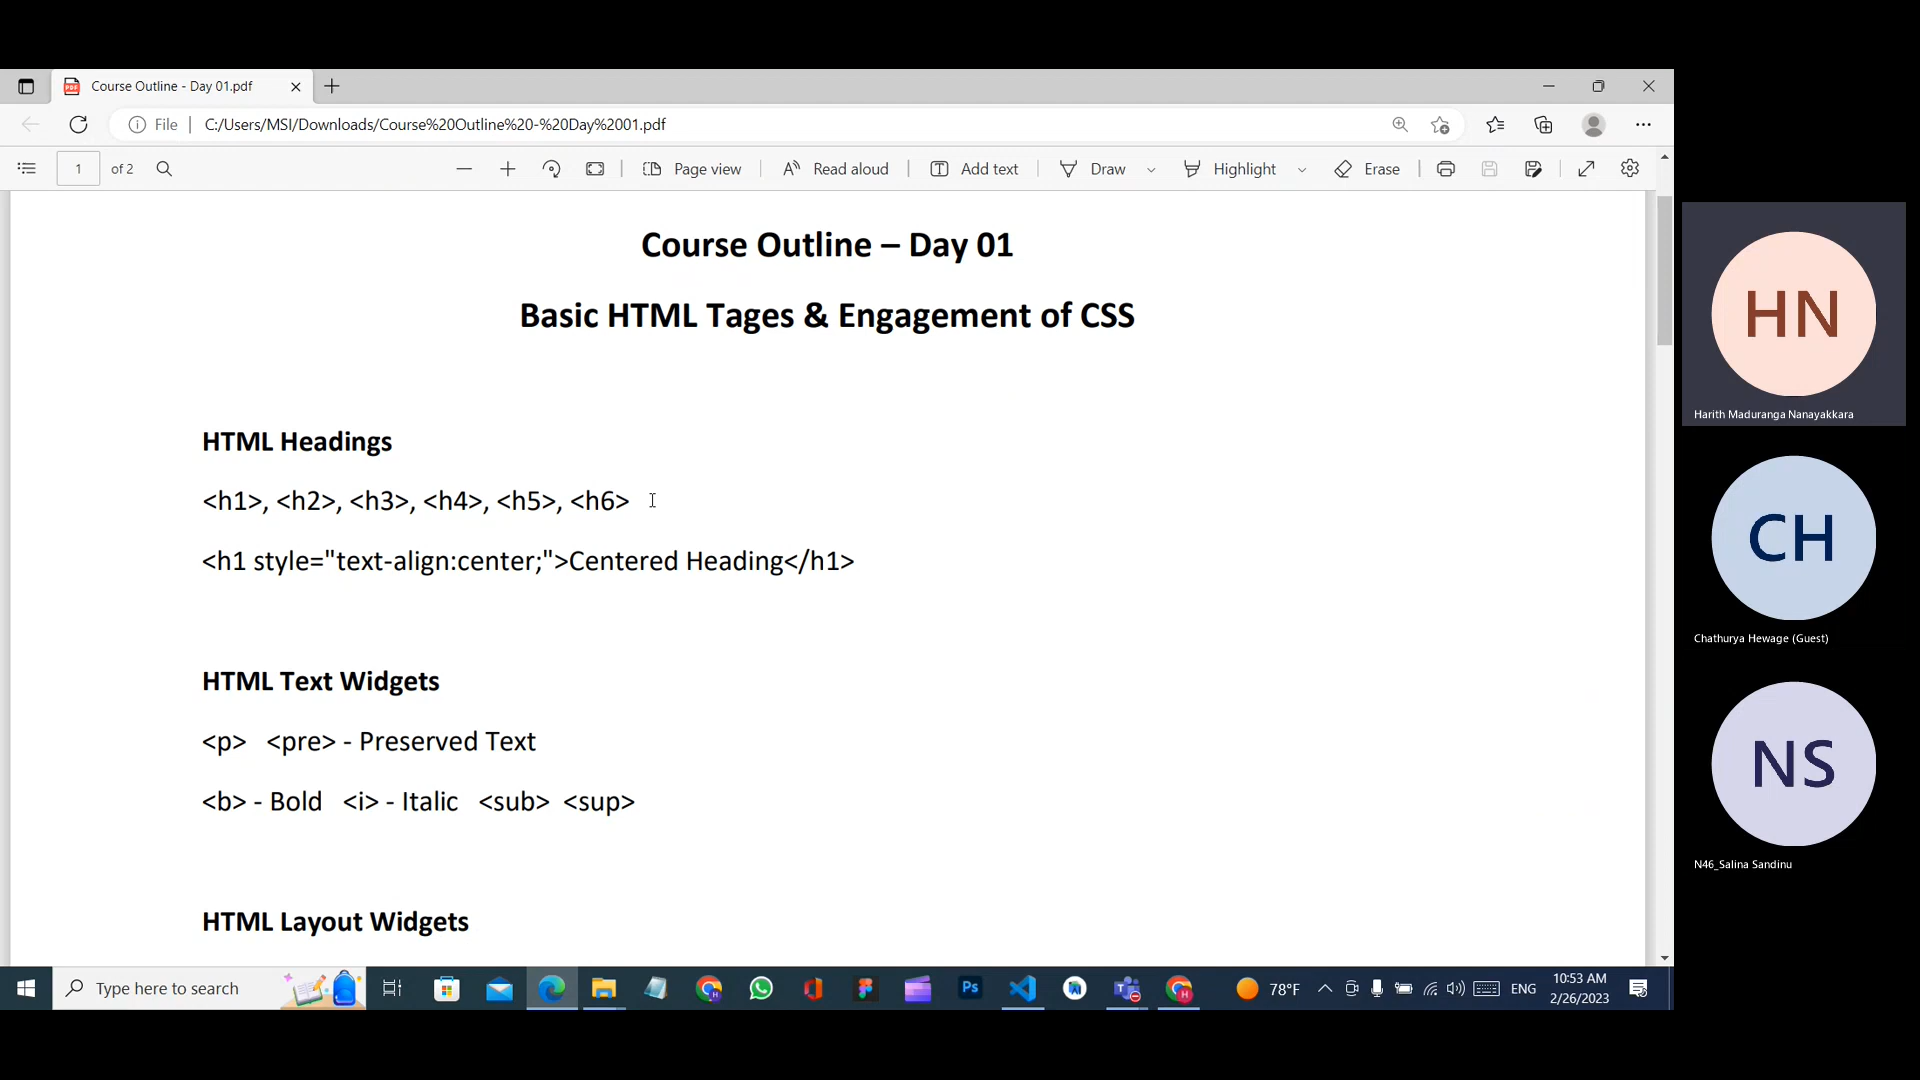 Course Outline - Day 01.pdf
File | C:/Users/MSI/Downloads/Course%20Outline%20-%20Day%2001.pdf
1 of 2 Page view Read aloud Add text Draw Highlight Erase
Course Outline – Day 01
Basic HTML Tages & Engagement of CSS
HTML Headings
<h1>, <h2>, <h3>, <h4>, <h5>, <h6>
<h1 style="text-align:center;">Centered Heading</h1>
HTML Text Widgets
<p> <pre> - Preserved Text
<b> - Bold <i> - Italic <sub> <sup>
HTML Layout Widgets
HN
Harith Maduranga Nanayakkara
CH
Chathurya Hewage (Guest)
NS
N46_Salina Sandinu
Type here to search
Ps
78°F
ENG
10:53 AM
2/26/2023